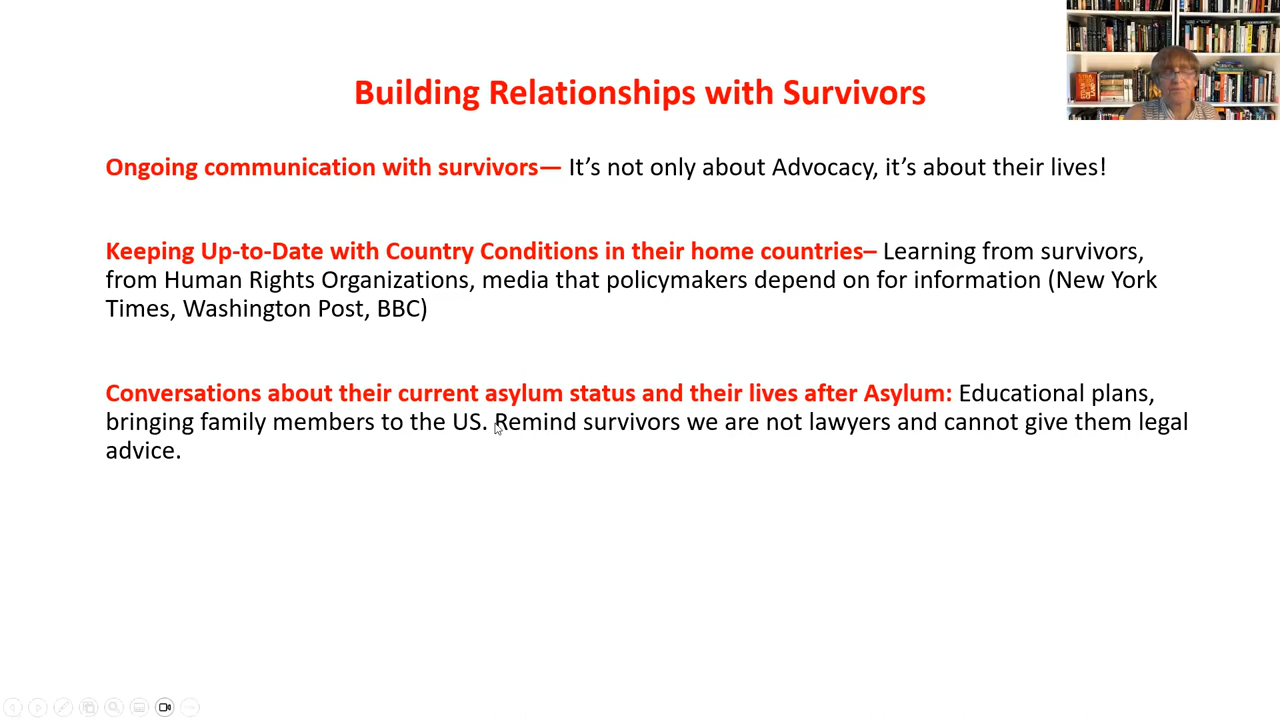 Building Relationships with Survivors
Ongoing communication with survivors— It’s not only about Advocacy, it’s about their lives!
Keeping Up-to-Date with Country Conditions in their home countries– Learning from survivors,
from Human Rights Organizations, media that policymakers depend on for information (New York
Times, Washington Post, BBC)
Conversations about their current asylum status and their lives after Asylum: Educational plans,
bringing family members to the US. Remind survivors we are not lawyers and cannot give them legal
advice.